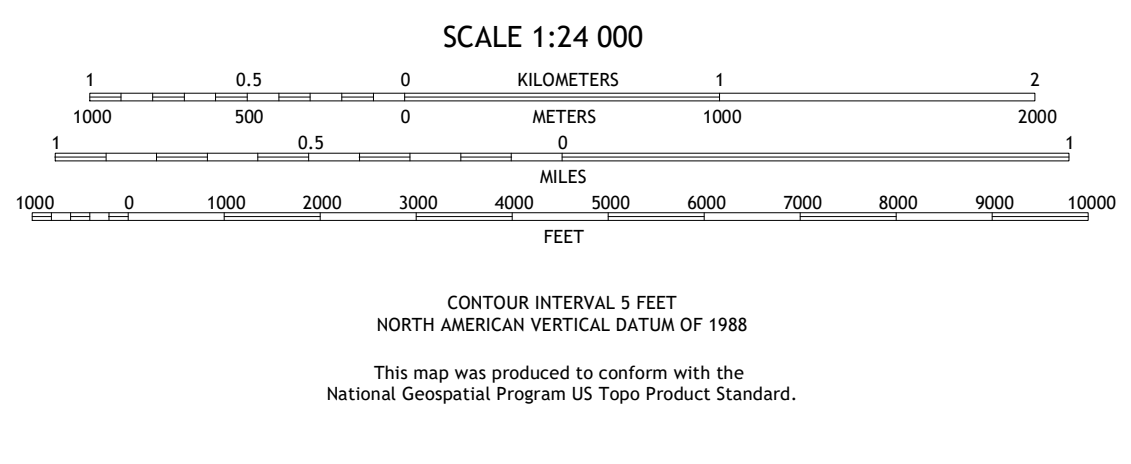 SCALE 1:24 000
1 0.5 0 KILOMETERS 1 2
1000 500 0 METERS 1000 2000
1 0.5 0 1
MILES
1000 0 1000 2000 3000 4000 5000 6000 7000 8000 9000 10000
FEET
CONTOUR INTERVAL 5 FEET
NORTH AMERICAN VERTICAL DATUM OF 1988
This map was produced to conform with the
National Geospatial Program US Topo Product Standard.